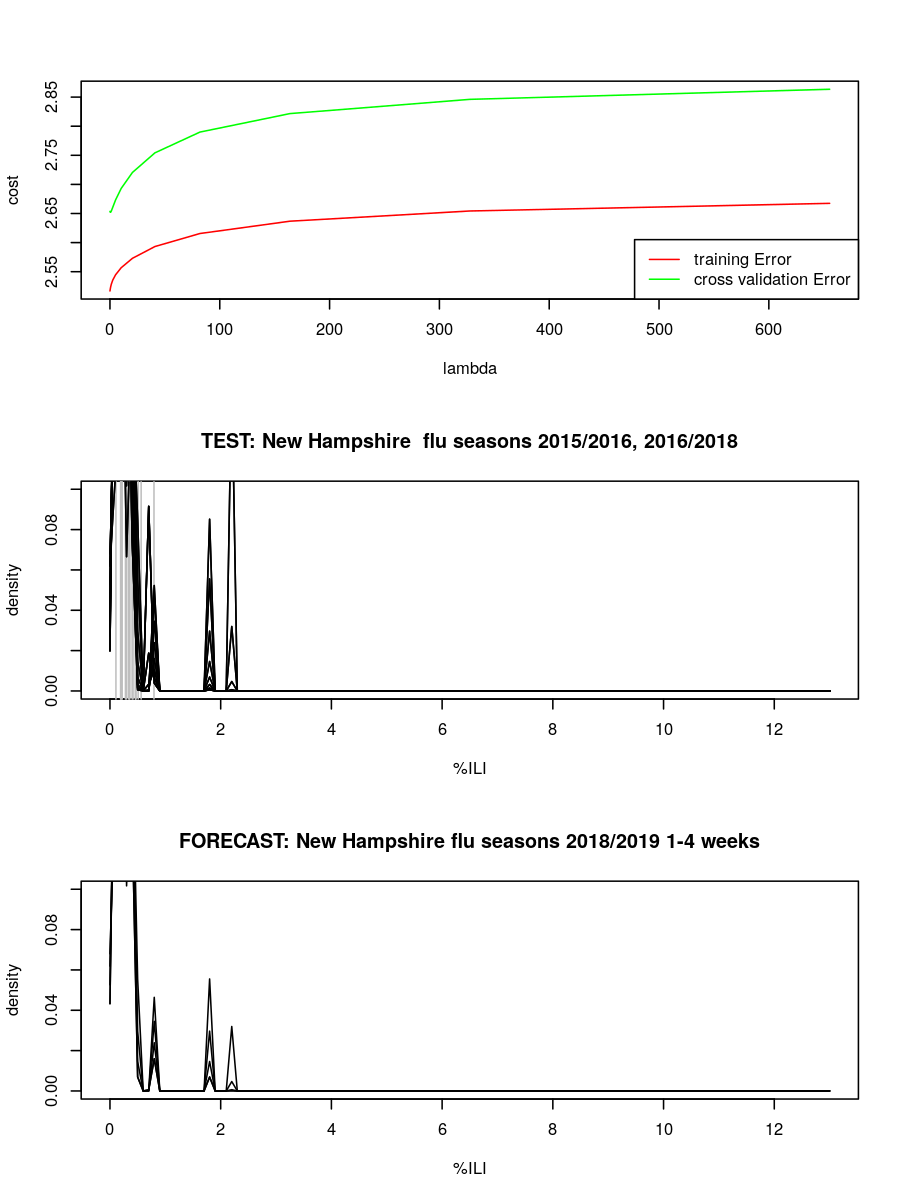 2.85
2.75
2.65
2.55
cost
training Error
cross validation Error
0 100 200 300 400 500 600
lambda
TEST: New Hampshire  flu seasons 2015/2016, 2016/2018
0.08
0.04
0.00
density
0 2 4 6 8 10 12
%ILI
FORECAST: New Hampshire flu seasons 2018/2019 1-4 weeks
0.08
0.04
0.00
density
0 2 4 6 8 10 12
%ILI